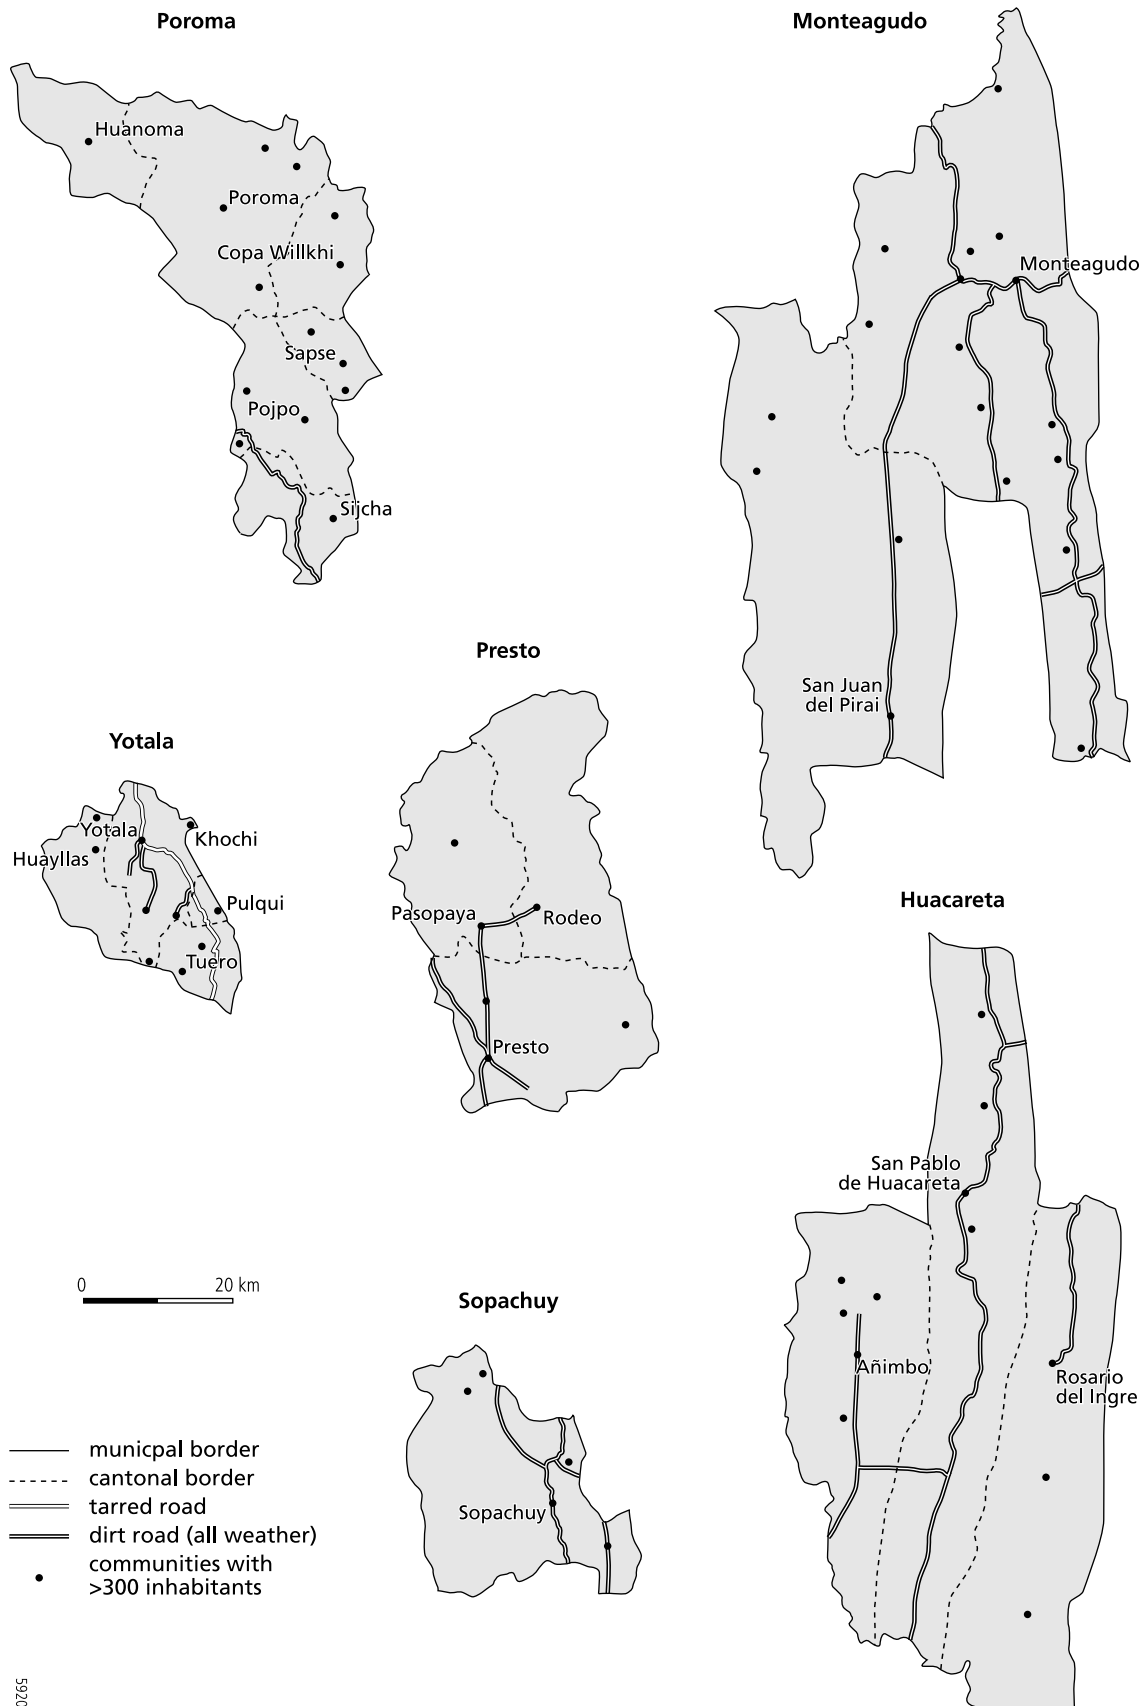 Poroma
Monteagudo
Huanoma
Poroma
Copa Willkhi
Monteagudo
Sapse
Pojpo
Sijcha
Presto
San Juan
del Pirai
Yotala
Yotala
Khochi
Huayllas
Pulqui
Pasopaya
Rodeo
Huacareta
Tuero
Presto
San Pablo
de Huacareta
0 20 km
Sopachuy
Añimbo
Rosario
del Ingre
municpal border
cantonal border
tarred road
Sopachuy
dirt road (all weather)
communities with
>300 inhabitants
5920